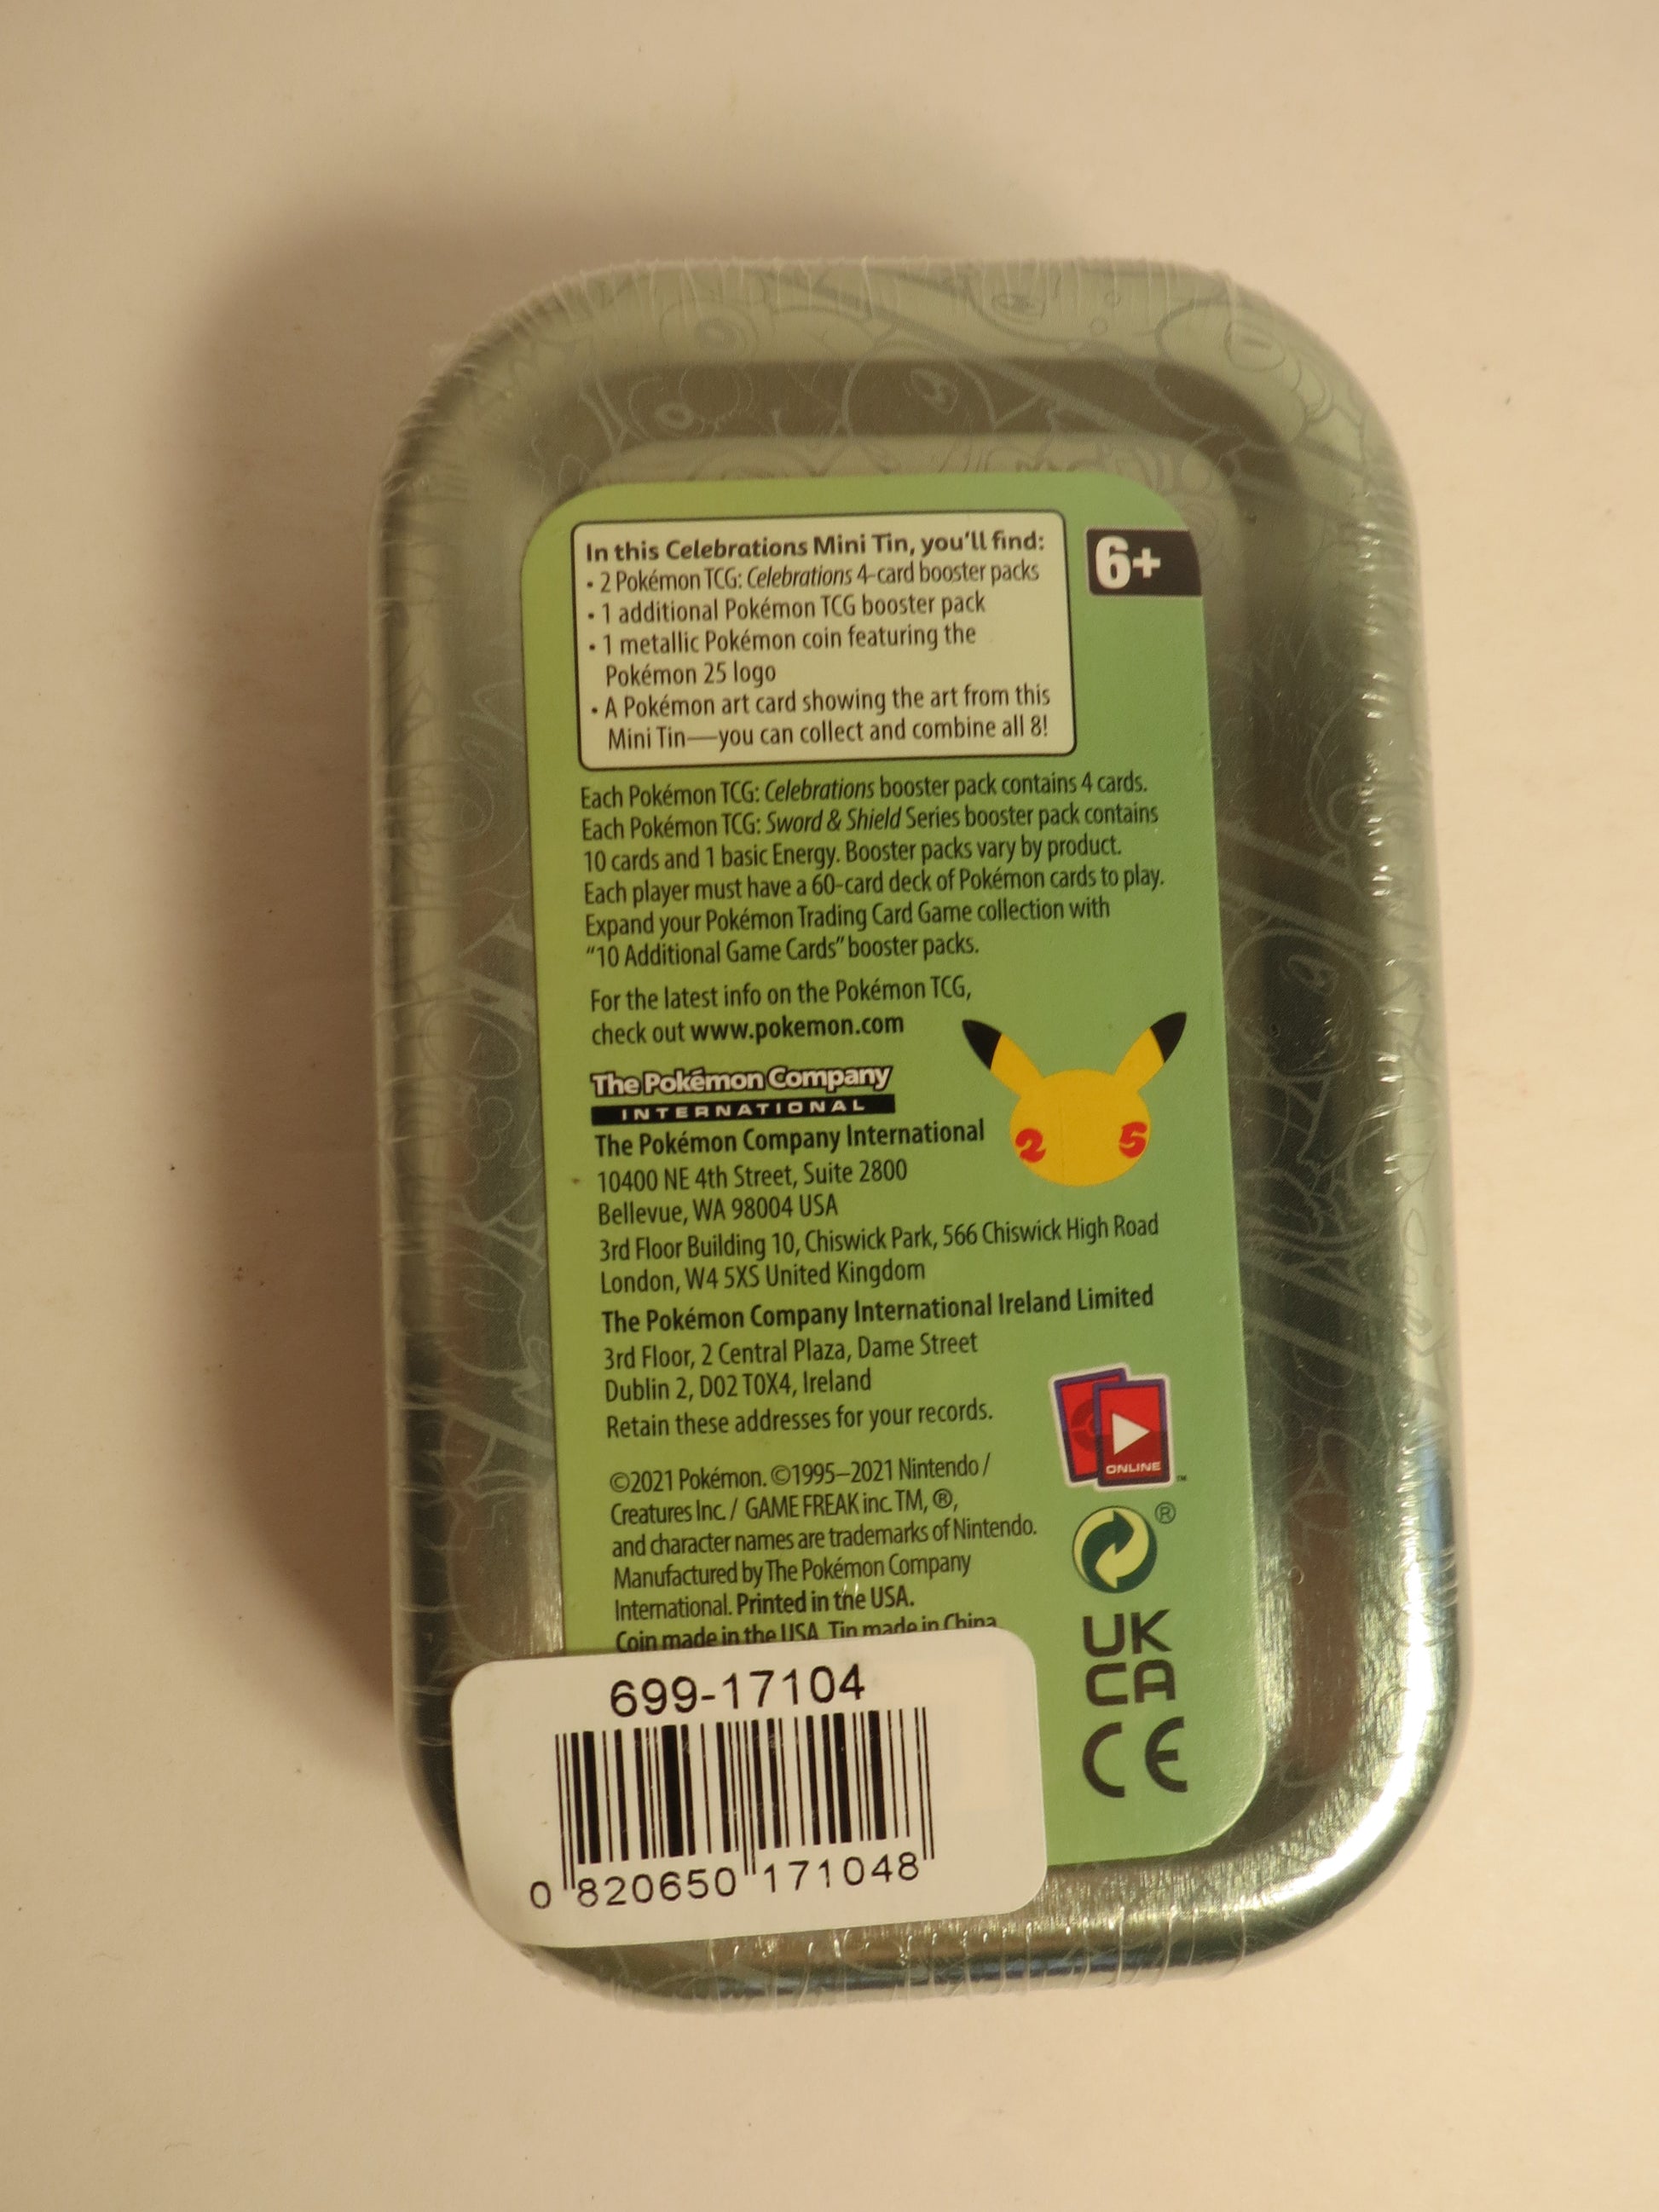 In this Celebrations Mini Tin, you'll find:
• 2 Pokémon TCG: Celebrations 4-card booster packs
• 1 additional Pokémon TCG booster pack
• 1 metallic Pokémon coin featuring the
Pokémon 25 logo
• A Pokémon art card showing the art from this
Mini Tin—you can collect and combine all 8!
6+
Each Pokémon TCG: Celebrations booster pack contains 4 cards.
Each Pokémon TCG: Sword & Shield Series booster pack contains
10 cards and 1 basic Energy. Booster packs vary by product.
Each player must have a 60-card deck of Pokémon cards to play.
Expand your Pokémon Trading Card Game collection with
“10 Additional Game Cards” booster packs.
For the latest info on the Pokémon TCG,
check out www.pokemon.com
The Pokémon Company
INTERNATIONAL
2 5
The Pokémon Company International
10400 NE 4th Street, Suite 2800
Bellevue, WA 98004 USA
3rd Floor Building 10, Chiswick Park, 566 Chiswick High Road
London, W4 5XS United Kingdom
The Pokémon Company International Ireland Limited
3rd Floor, 2 Central Plaza, Dame Street
Dublin 2, D02 T0X4, Ireland
Retain these addresses for your records.
ONLINE ™
©2021 Pokémon. ©1995–2021 Nintendo /
Creatures Inc. / GAME FREAK inc. TM, ®,
and character names are trademarks of Nintendo.
Manufactured by The Pokémon Company
International. Printed in the USA.
Coin made in the USA. Tin made in China
®
UK
CA
CE
699-17104
0 820650 171048